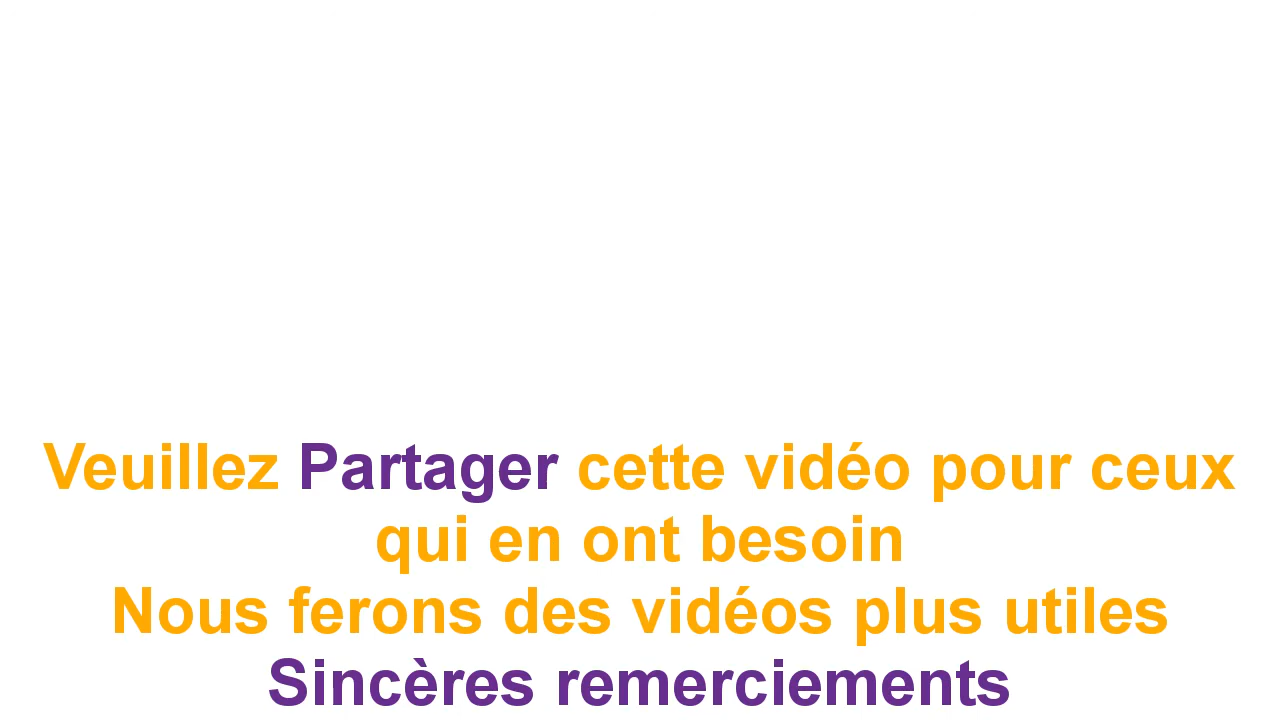 Veuillez Partager cette vidéo pour ceux
qui en ont besoin
Nous ferons des vidéos plus utiles
Sincères remerciements